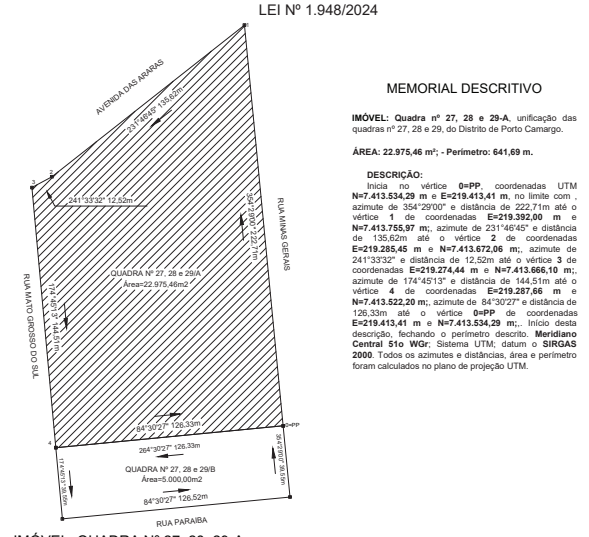 LEI Nº 1.948/2024
1
AVENIDA DAS ARARAS
231°46'45" 135,62m
2
3
241°33'32" 12,52m
354°29'00" 222,71m
RUA MINAS GERAIS
QUADRA Nº 27, 28 e 29/A
Área=22.975,46m2
RUA MATO GROSSO DO SUL
174°45'13" 144,51m
84°30'27" 126,33m
0=PP
4
264°30'27" 126,33m
QUADRA Nº 27, 28 e 29/B
Área=5.000,00m2
84°30'27" 126,52m
RUA PARAÍBA
MEMORIAL DESCRITIVO
IMÓVEL: Quadra nº 27, 28 e 29-A, unificação das
quadras nº 27, 28 e 29, do Distrito de Porto Camargo.
ÁREA: 22.975,46 m²; - Perímetro: 641,69 m.
DESCRIÇÃO:
Inicia no vértice 0=PP, coordenadas UTM
N=7.413.534,29 m e E=219.413,41 m, no limite com ,
azimute de 354°29'00" e distância de 222,71m até o
vértice 1 de coordenadas E=219.392,00 m e
N=7.413.755,97 m;, azimute de 231°46'45" e distância
de 135,62m até o vértice 2 de coordenadas
E=219.285,45 m e N=7.413.672,06 m;, azimute de
241°33'32" e distância de 12,52m até o vértice 3 de
coordenadas E=219.274,44 m e N=7.413.666,10 m;,
azimute de 174°45'13" e distância de 144,51m até o
vértice 4 de coordenadas E=219.287,66 m e
N=7.413.522,20 m;, azimute de 84°30'27" e distância de
126,33m até o vértice 0=PP de coordenadas
E=219.413,41 m e N=7.413.534,29 m;,. Início desta
descrição, fechando o perímetro descrito. Meridiano
Central 51o WGr; Sistema UTM; datum o SIRGAS
2000. Todos os azimutes e distâncias, área e perímetro
foram calculados no plano de projeção UTM.